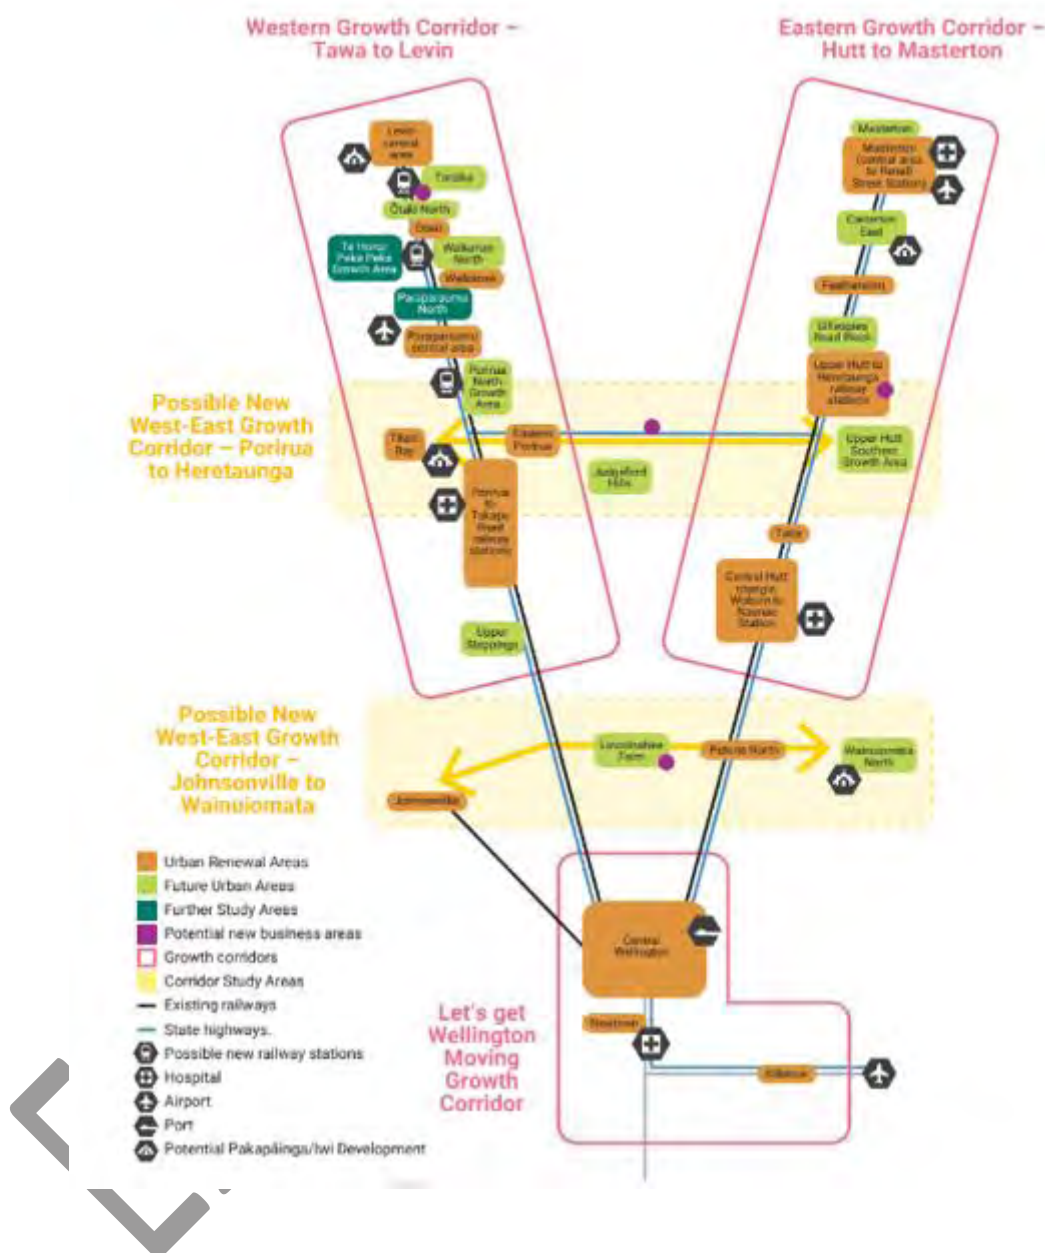 Western Growth Corridor –
Tawa to Levin
Eastern Growth Corridor –
Hutt to Masterton
Levin
central
area
Taraika
Ōtaki North
Otaki
Te Horo/
Peka Peka
Growth Area
Waikanae
North
Waikanae
Paraparaumu
North
Paraparaumu
central area
Porirua
North
Growth
Area
Masterton
Masterton
(central area
to Renall
Street Station)
Carterton
East
Featherston
Gillespies
Road Block
Upper Hutt to
Heretaunga
railway
stations
Possible New
West-East Growth
Corridor – Porirua
to Heretaunga
Titahi
Bay
Eastern
Porirua
Judgeford
Hills
Upper Hutt
Southern
Growth Area
Porirua
to
Takapu
Road
railway
stations
Taita
Central Hutt
triangle
Woburn to
Naenae
Station
Upper
Stebbings
Possible New
West-East Growth
Corridor –
Johnsonville to
Wainuiomata
Lincolnshire
Farm
Petone North
Wainuiomata
North
Johnsonville
Urban Renewal Areas
Future Urban Areas
Further Study Areas
Potential new business areas
Growth corridors
Corridor Study Areas
Existing railways
State highways.
Possible new railway stations
Hospital
Airport
Port
Potential Pakapāinga/Iwi Development
Central
Wellington
Let's get
Wellington
Moving
Growth
Corridor
Newtown
Kilbirnie